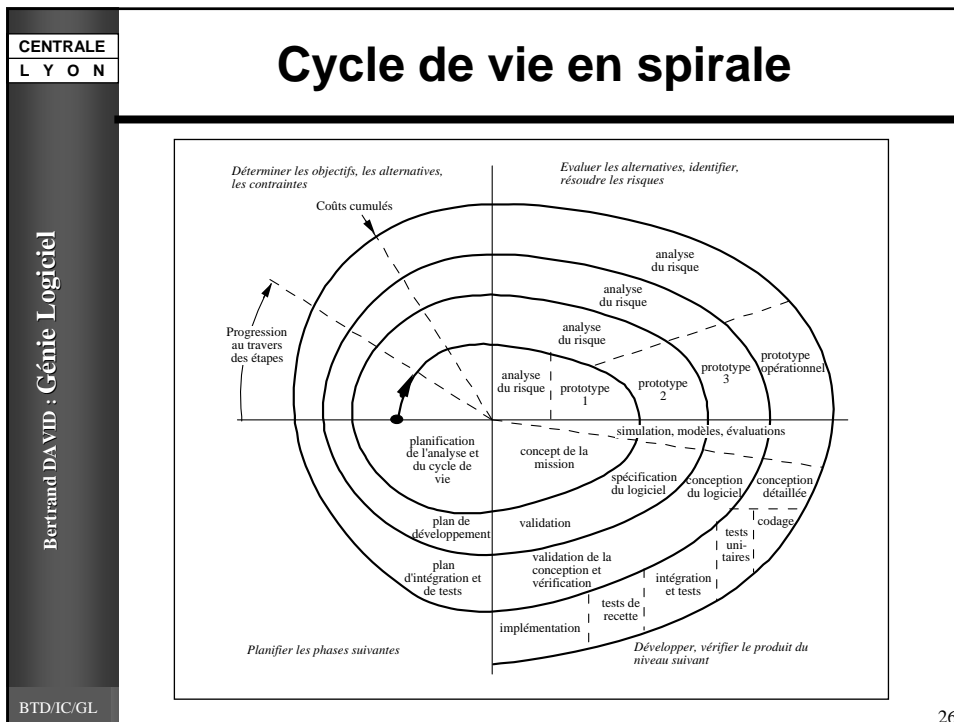 CENTRALE
L Y O N
Cycle de vie en spirale
Bertrand DAVID : Génie Logiciel
BTD/IC/GL
Déterminer les objectifs, les alternatives,
les contraintes
Evaluer les alternatives, identifier,
résoudre les risques
Coûts cumulés
Progression
au travers
des étapes
analyse
du risque
analyse
du risque
analyse
du risque
analyse
du risque
prototype
1
prototype
2
prototype
3
prototype
opérationnel
simulation, modèles, évaluations
planification
de l'analyse et
du cycle de
vie
concept de la
mission
spécification
du logiciel
conception
du logiciel
conception
détaillée
codage
tests
uni-
taires
plan de
développement
validation
plan
d'intégration et
de tests
validation de la
conception et
vérification
intégration
et tests
tests de
recette
implémentation
Planifier les phases suivantes
Développer, vérifier le produit du
niveau suivant
26